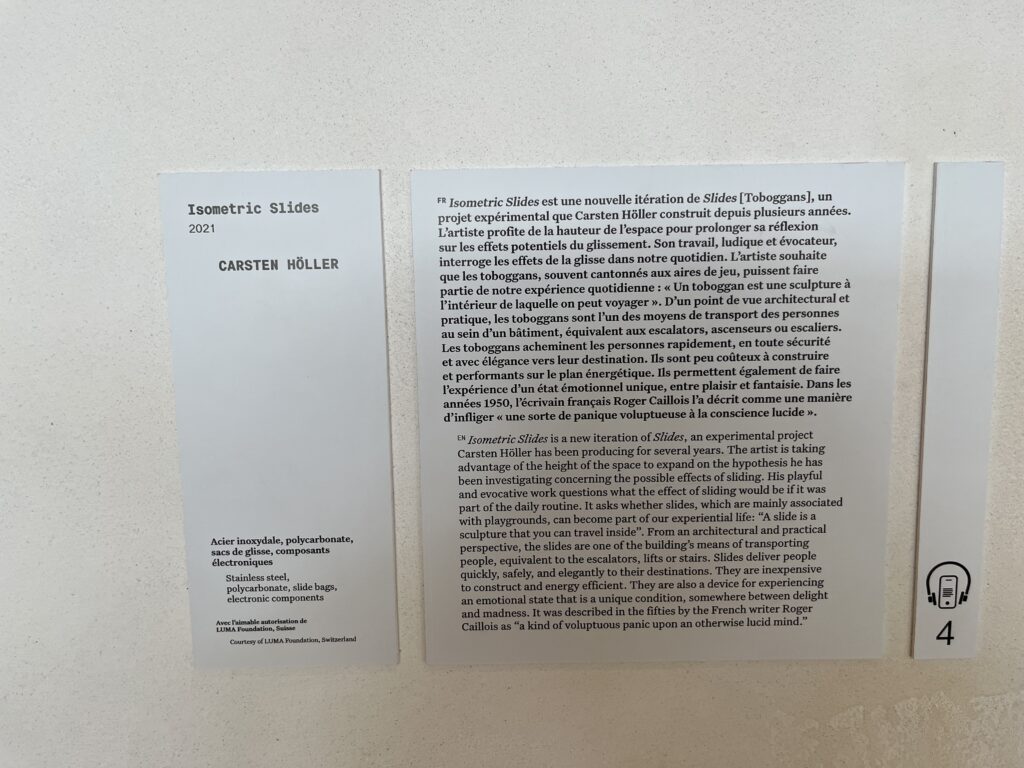 Isometric Slides
2021
CARSTEN HÖLLER
Acier inoxydale, polycarbonate,
sacs de glisse, composants
électroniques
Stainless steel,
polycarbonate, slide bags,
electronic components
Avec l'aimable autorisation de
LUMA Foundation, Suisse
Courtesy of LUMA Foundation, Switzerland
FR Isometric Slides est une nouvelle itération de Slides [Toboggans], un
projet expérimental que Carsten Höller construit depuis plusieurs années.
L'artiste profite de la hauteur de l'espace pour prolonger sa réflexion
sur les effets potentiels du glissement. Son travail, ludique et évocateur,
interroge les effets de la glisse dans notre quotidien. L'artiste souhaite
que les toboggans, souvent cantonnés aux aires de jeu, puissent faire
partie de notre expérience quotidienne : « Un toboggan est une sculpture à
l'intérieur de laquelle on peut voyager ». D'un point de vue architectural et
pratique, les toboggans sont l'un des moyens de transport des personnes
au sein d'un bâtiment, équivalent aux escalators, ascenseurs ou escaliers.
Les toboggans acheminent les personnes rapidement, en toute sécurité
et avec élégance vers leur destination. Ils sont peu coûteux à construire
et performants sur le plan énergétique. Ils permettent également de faire
l'expérience d'un état émotionnel unique, entre plaisir et fantaisie. Dans les
années 1950, l'écrivain français Roger Caillois l'a décrit comme une manière
d'infliger « une sorte de panique voluptueuse à la conscience lucide ».
EN Isometric Slides is a new iteration of Slides, an experimental project
Carsten Höller has been producing for several years. The artist is taking
advantage of the height of the space to expand on the hypothesis he has
been investigating concerning the possible effects of sliding. His playful
and evocative work questions what the effect of sliding would be if it was
part of the daily routine. It asks whether slides, which are mainly associated
with playgrounds, can become part of our experiential life: "A slide is a
sculpture that you can travel inside". From an architectural and practical
perspective, the slides are one of the building's means of transporting
people, equivalent to the escalators, lifts or stairs. Slides deliver people
quickly, safely, and elegantly to their destinations. They are inexpensive
to construct and energy efficient. They are also a device for experiencing
an emotional state that is a unique condition, somewhere between delight
and madness. It was described in the fifties by the French writer Roger
Caillois as "a kind of voluptuous panic upon an otherwise lucid mind."
4